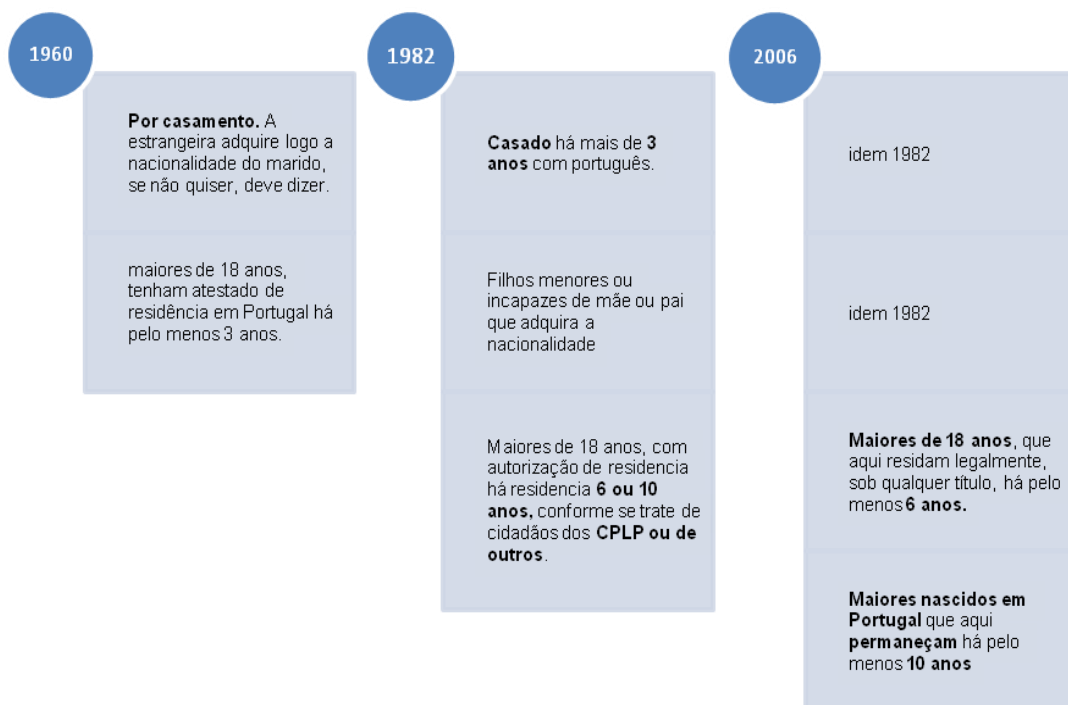 1960
Por casamento. A
estrangeira adquire logo a
nacionalidade do marido,
se não quiser, deve dizer.
maiores de 18 anos,
tenham atestado de
residência em Portugal há
pelo menos 3 anos.
1982
Casado há mais de 3
anos com português.
Filhos menores ou
incapazes de mãe ou pai
que adquira a
nacionalidade
Maiores de 18 anos, com
autorização de residencia
há residencia 6 ou 10
anos, conforme se trate de
cidadãos dos CPLP ou de
outros.
2006
idem 1982
idem 1982
Maiores de 18 anos, que
aqui residam legalmente,
sob qualquer título, há pelo
menos 6 anos.
Maiores nascidos em
Portugal que aqui
permaneçam há pelo
menos 10 anos